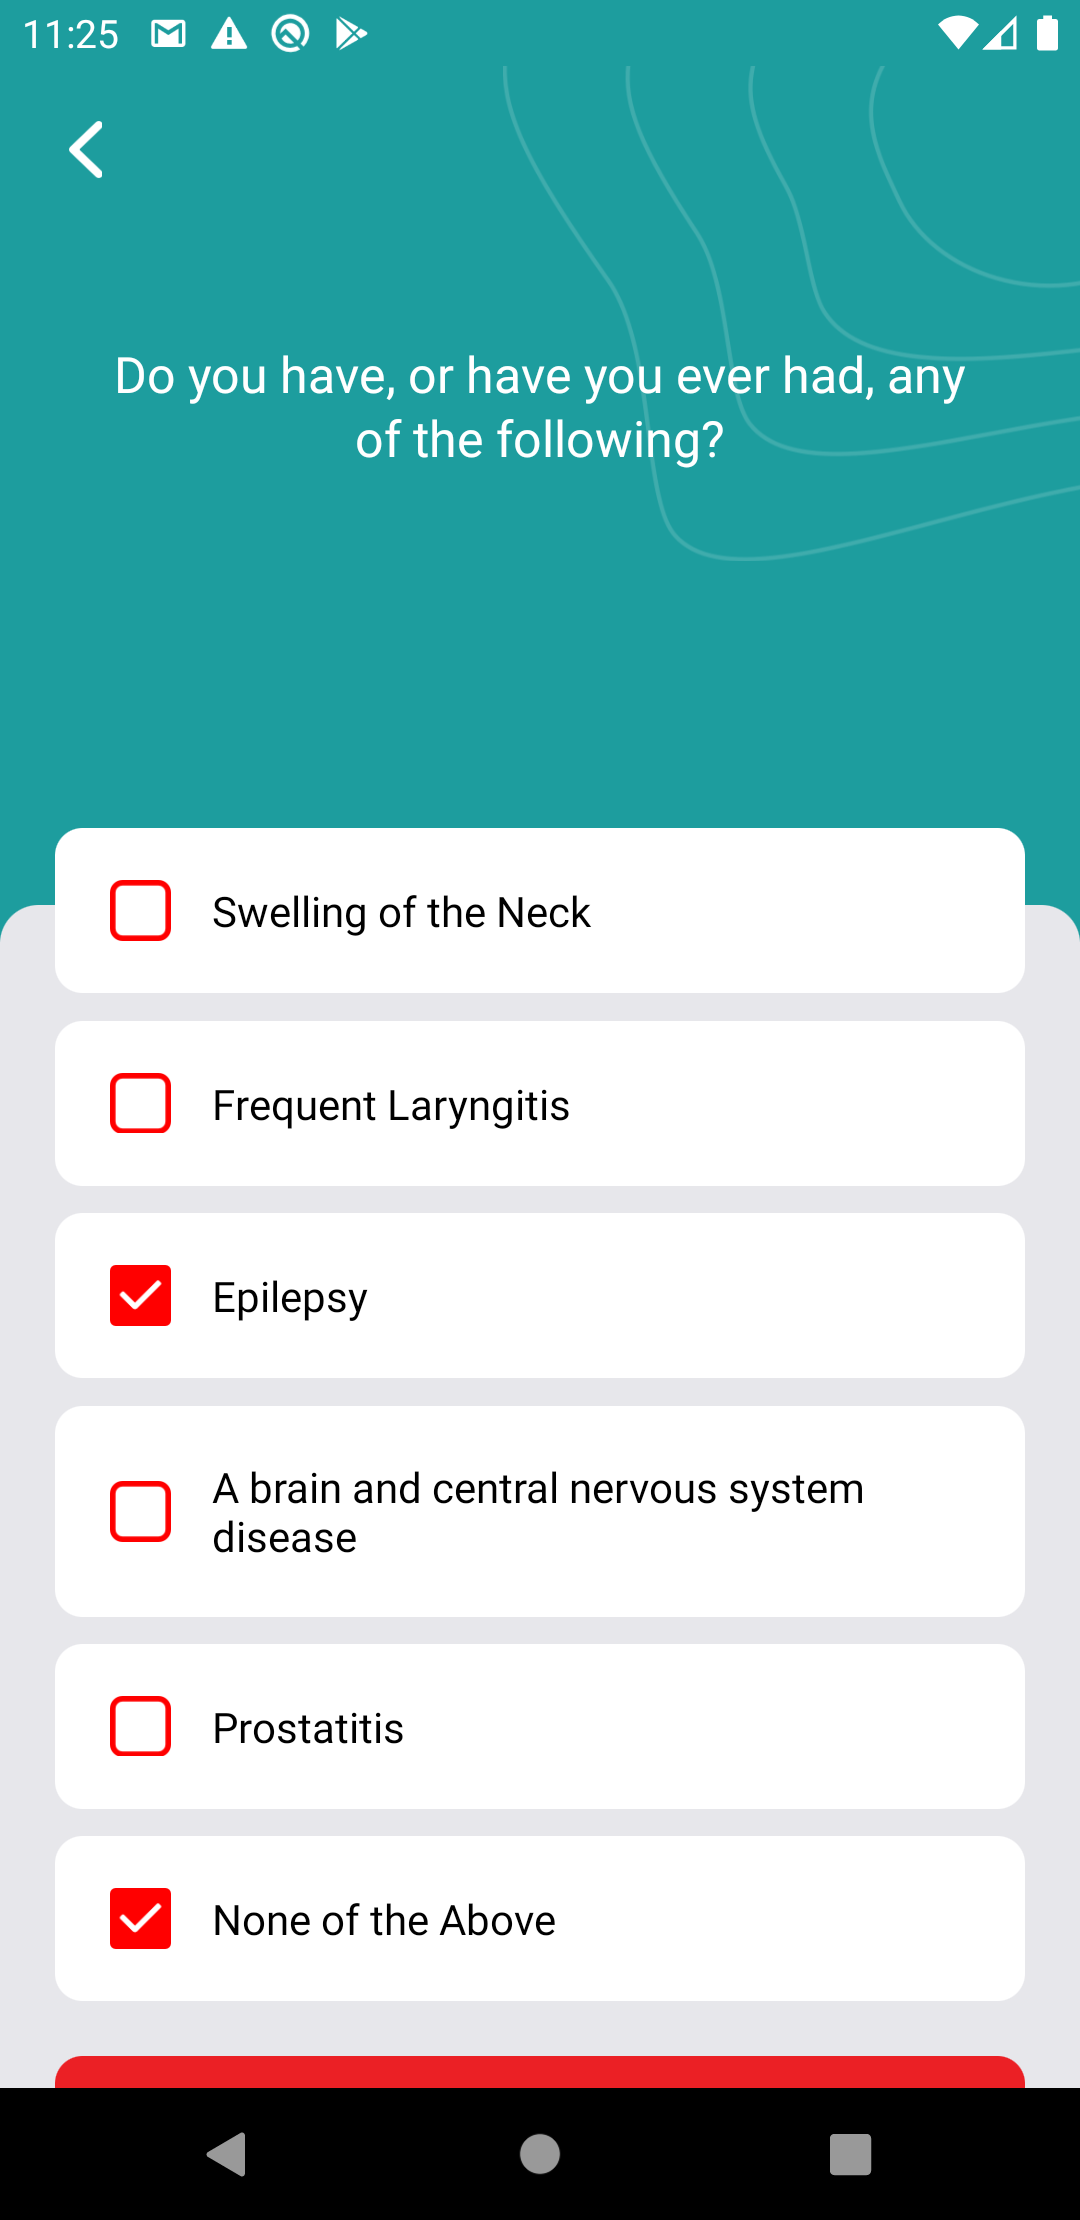 11:25
Do you have, or have you ever had, any
of the following?
Swelling of the Neck
Frequent Laryngitis
Epilepsy
A brain and central nervous system
disease
Prostatitis
None of the Above